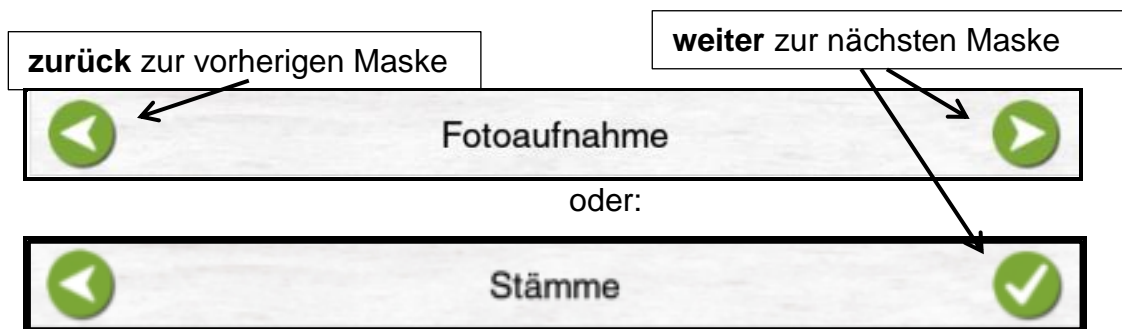 zurück zur vorherigen Maske
weiter zur nächsten Maske
Fotoaufnahme
oder:
Stämme